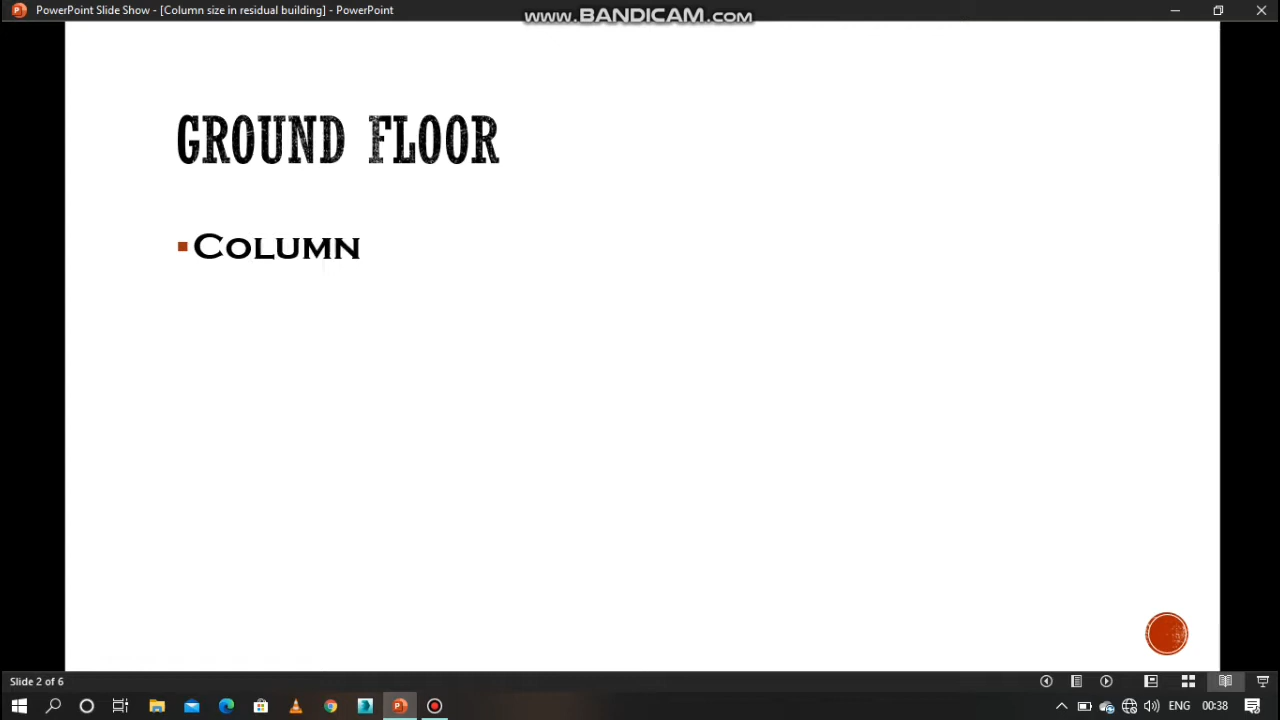 PowerPoint Slide Show - [Column size in residual building] - PowerPoint
www.BANDICAM.com
GROUND FLOOR
Column
Slide 2 of 6
ENG
00:38